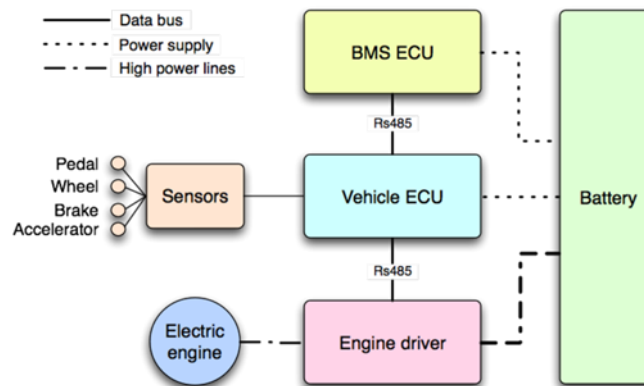 Data bus
Power supply
High power lines
BMS ECU
Rs485
Pedal
Wheel
Brake
Accelerator
Sensors
Vehicle ECU
Battery
Rs485
Electric
engine
Engine driver